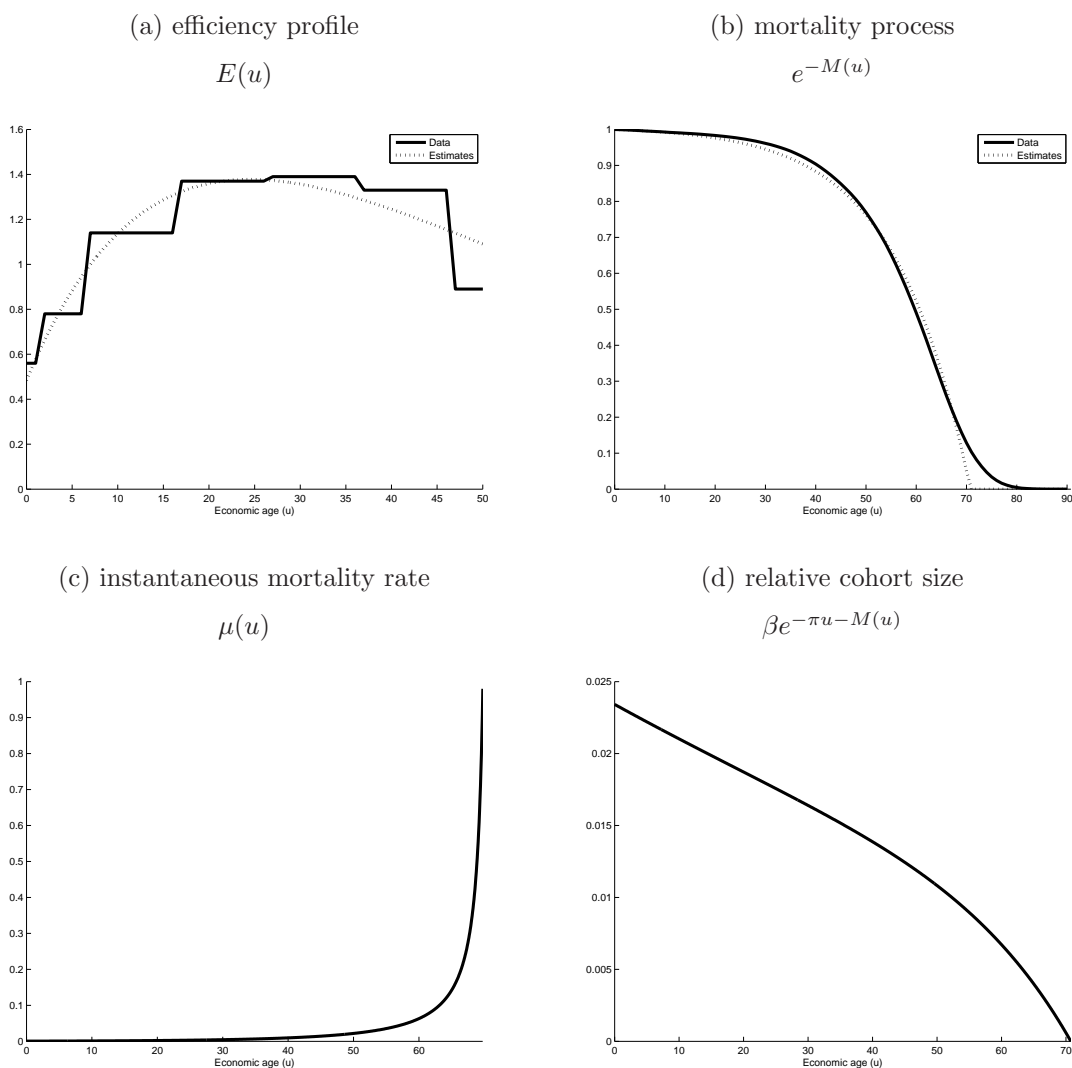 (a) efficiency profile
E(u)
1.6
1.4
1.2
1
0.8
0.6
0.4
0.2
0
0 5 10 15 20 25 30 35 40 45 50
Economic age (u)
Data
Estimates
(b) mortality process
e^{-M(u)}
1
0.9
0.8
0.7
0.6
0.5
0.4
0.3
0.2
0.1
0
0 10 20 30 40 50 60 70 80 90
Economic age (u)
Data
Estimates
(c) instantaneous mortality rate
μ(u)
1
0.9
0.8
0.7
0.6
0.5
0.4
0.3
0.2
0.1
0
0 10 20 30 40 50 60
Economic age (u)
(d) relative cohort size
βe^{-πu-M(u)}
0.025
0.02
0.015
0.01
0.005
0
0 10 20 30 40 50 60 70
Economic age (u)